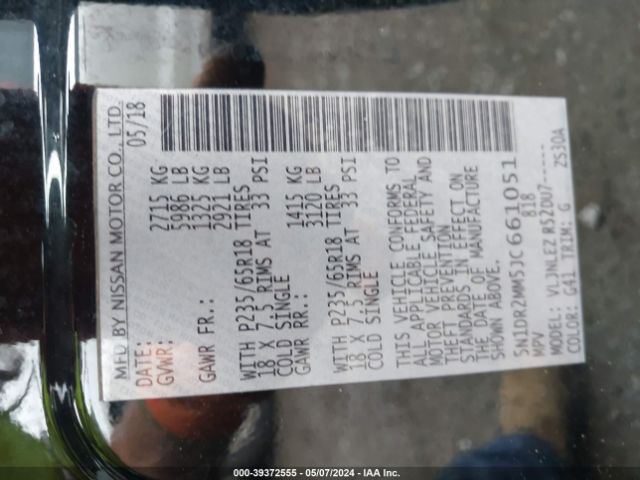 MFD BY NISSAN MOTOR CO., LTD.
DATE: 05/18
GVWR: 2715 KG
5986 LB
GAWR FR.: 1325 KG
2921 LB
WITH P235/65R18 TIRES
18 X 7.5 RIMS AT 33 PSI
COLD SINGLE
GAWR RR.: 1415 KG
3120 LB
WITH P235/65R18 TIRES
18 X 7.5 RIMS AT 33 PSI
COLD SINGLE
THIS VEHICLE CONFORMS TO
ALL APPLICABLE FEDERAL
MOTOR VEHICLE SAFETY AND
THEFT PREVENTION
STANDARDS IN EFFECT ON
THE DATE OF MANUFACTURE
SHOWN ABOVE.
5N1DR2MM5JC661051
MPV 818
MODEL: VL3NLEZ R52DU7-----
COLOR: G41 TRIM: G ZS30A
000-39372555 - 05/07/2024 - IAA Inc.